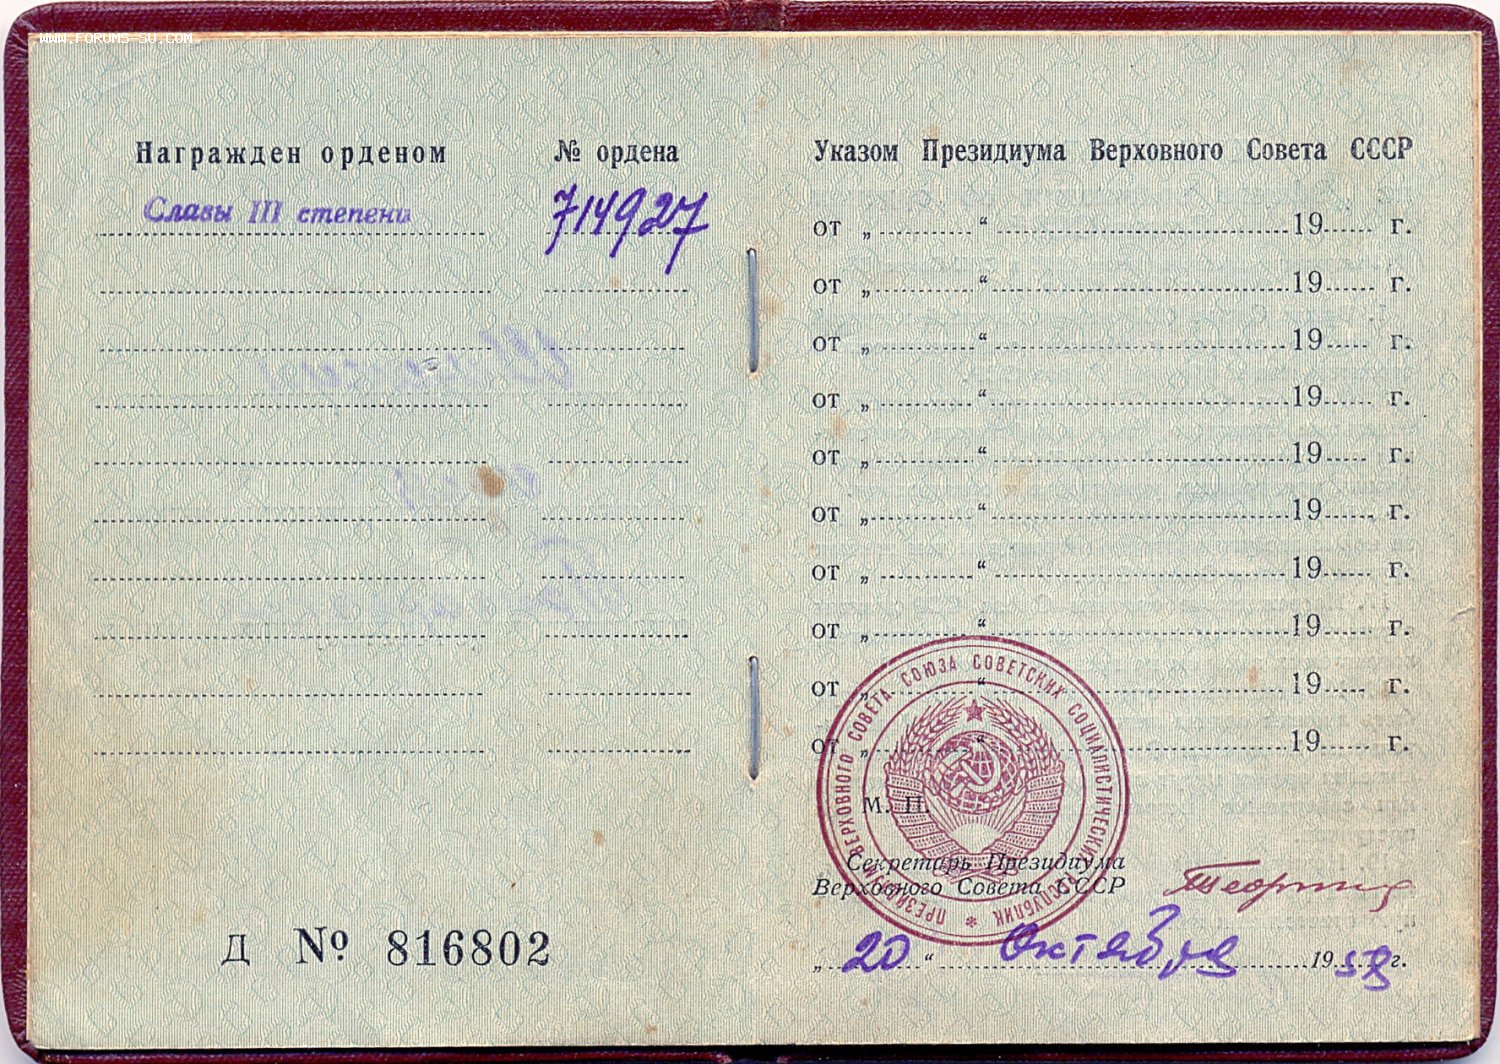 WWW.FORUMS-SU.COM
Награжден орденом № ордена
Славы III степени 714927
Д № 816802
Указом Президиума Верховного Совета СССР
от „ “ 19 г.
от „ “ 19 г.
от „ “ 19 г.
от „ “ 19 г.
от „ “ 19 г.
от „ “ 19 г.
от „ “ 19 г.
от „ “ 19 г.
от „ “ 19 г.
от „ “ 19 г.
ПРЕЗИДИУМ ВЕРХОВНОГО СОВЕТА СОЮЗА СОВЕТСКИХ СОЦИАЛИСТИЧЕСКИХ РЕСПУБЛИК
М. П.
Секретарь Президиума
Верховного Совета СССР
„ 20 “ Октября 1958 г.